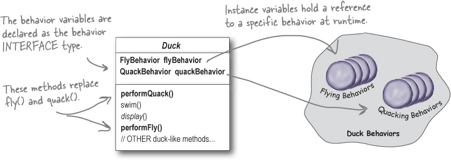 The behavior variables are
declared as the behavior
INTERFACE type.
These methods replace
fly() and quack().
Duck
FlyBehavior flyBehavior
QuackBehavior quackBehavior
performQuack()
swim()
display()
performFly()
// OTHER duck-like methods...
Instance variables hold a reference
to a specific behavior at runtime.
Flying Behaviors
Quacking Behaviors
Duck Behaviors